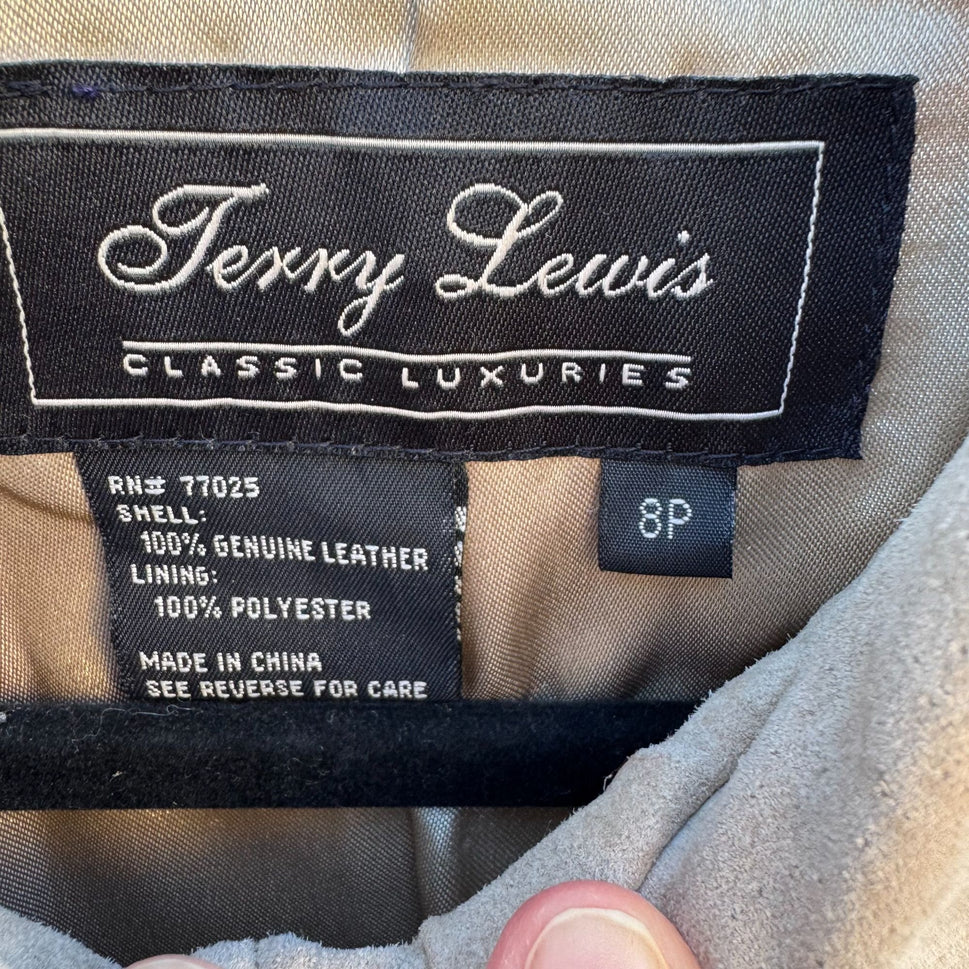 Terry Lewis
CLASSIC LUXURIES
RN# 77025
SHELL:
100% GENUINE LEATHER
LINING:
100% POLYESTER
MADE IN CHINA
SEE REVERSE FOR CARE
8P